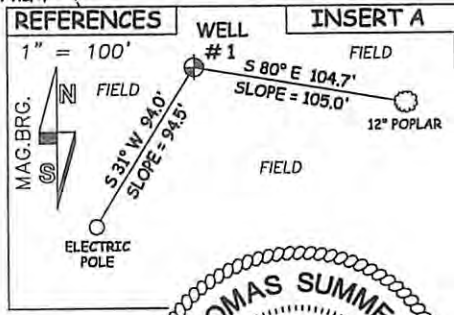 REFERENCES
WELL
#1
INSERT A
1" = 100'
FIELD
S 80° E 104.7'
SLOPE = 105.0'
12" POPLAR
N
FIELD
MAG.BRG.
S
S 31° W 94.0'
SLOPE = 94.5'
FIELD
ELECTRIC
POLE
OMAS SUMME